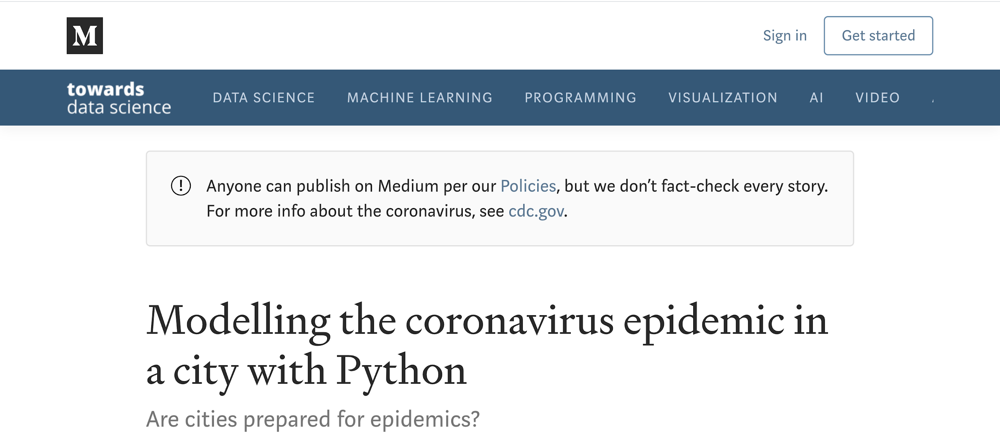 M
Sign in
Get started
towards
data science
DATA SCIENCE
MACHINE LEARNING
PROGRAMMING
VISUALIZATION
AI
VIDEO
Anyone can publish on Medium per our Policies, but we don't fact-check every story.
For more info about the coronavirus, see cdc.gov.
Modelling the coronavirus epidemic in
a city with Python
Are cities prepared for epidemics?